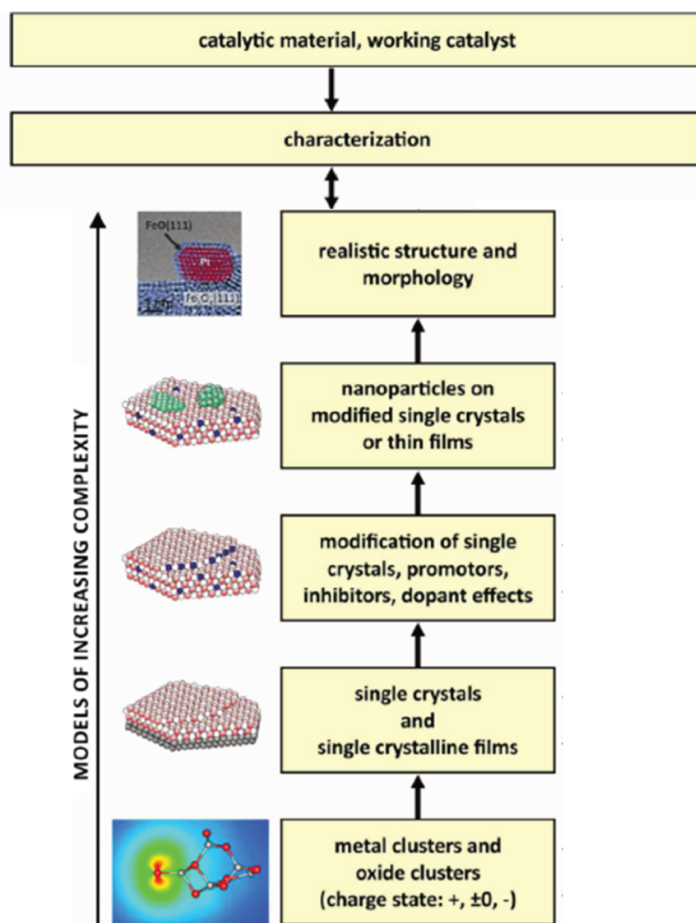 catalytic material, working catalyst
characterization
FeO(111)
Pt
realistic structure and
morphology
nanoparticles on
modified single crystals
or thin films
MODELS OF INCREASING COMPLEXITY
modification of single
crystals, promotors,
inhibitors, dopant effects
single crystals
and
single crystalline films
metal clusters and
oxide clusters
(charge state: +, ±0, -)